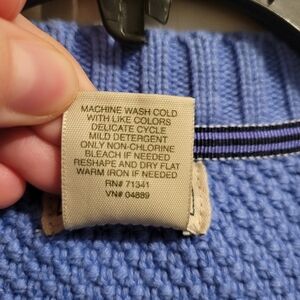 MACHINE WASH COLD
WITH LIKE COLORS
DELICATE CYCLE
MILD DETERGENT
ONLY NON-CHLORINE
BLEACH IF NEEDED
RESHAPE AND DRY FLAT
WARM IRON IF NEEDED
RN# 71341
VN# 04889